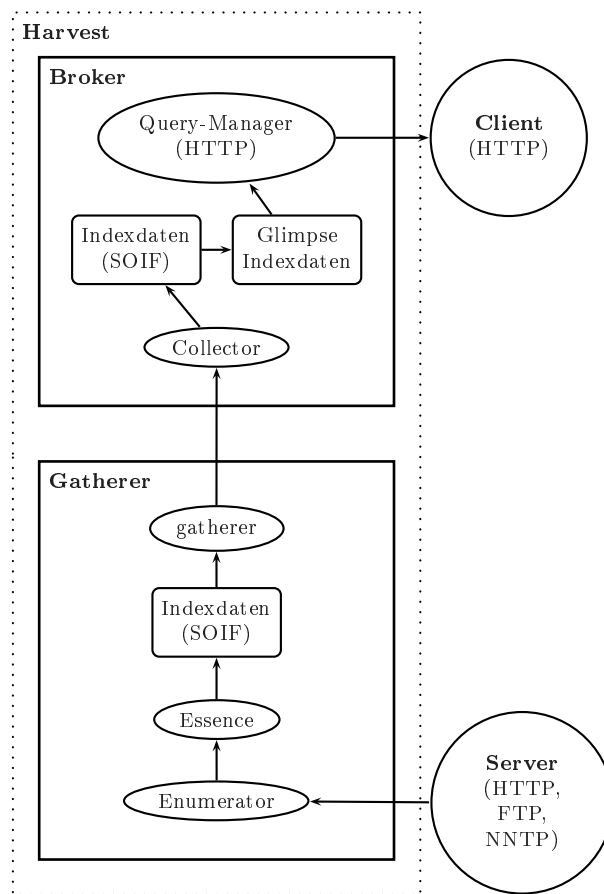 Harvest
Broker
Query-Manager
(HTTP)
Client
(HTTP)
Indexdaten
(SOIF)
Glimpse
Indexdaten
Collector
Gatherer
gatherer
Indexdaten
(SOIF)
Essence
Enumerator
Server
(HTTP,
FTP,
NNTP)